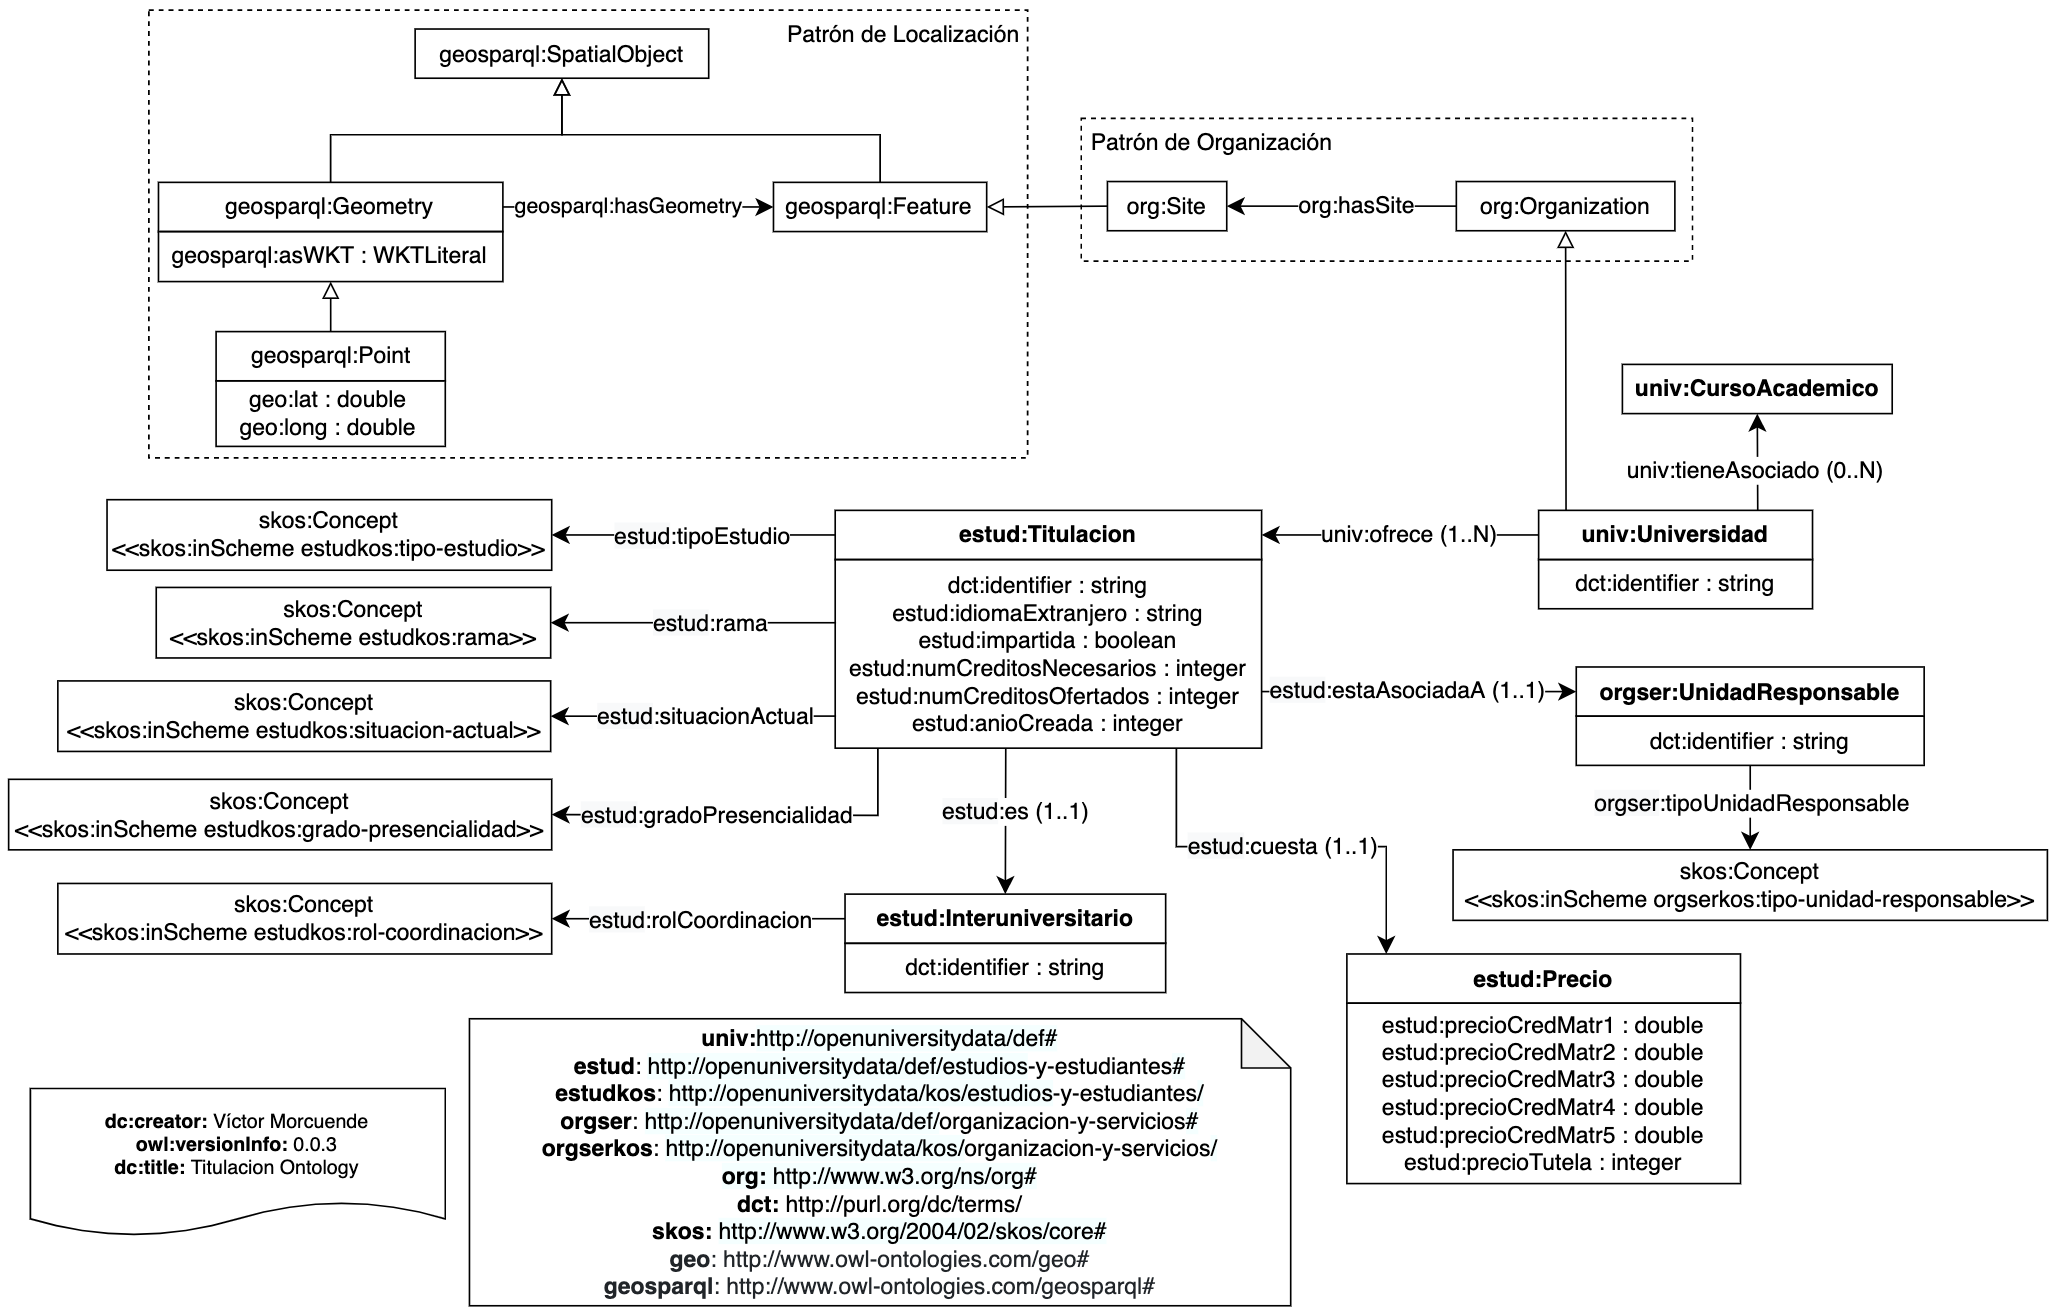 Patrón de Localización
geosparql:SpatialObject
geosparql:Geometry
geosparql:asWKT : WKTLiteral
geosparql:hasGeometry
geosparql:Feature
geosparql:Point
geo:lat : double
geo:long : double
Patrón de Organización
org:Site
org:hasSite
org:Organization
univ:CursoAcademico
univ:tieneAsociado (0..N)
univ:Universidad
dct:identifier : string
univ:ofrece (1..N)
estud:Titulacion
dct:identifier : string
estud:idiomaExtranjero : string
estud:impartida : boolean
estud:numCreditosNecesarios : integer
estud:numCreditosOfertados : integer
estud:anioCreada : integer
estud:tipoEstudio
skos:Concept
<<skos:inScheme estudkos:tipo-estudio>>
estud:rama
skos:Concept
<<skos:inScheme estudkos:rama>>
estud:situacionActual
skos:Concept
<<skos:inScheme estudkos:situacion-actual>>
estud:gradoPresencialidad
skos:Concept
<<skos:inScheme estudkos:grado-presencialidad>>
estud:es (1..1)
estud:Interuniversitario
dct:identifier : string
estud:rolCoordinacion
skos:Concept
<<skos:inScheme estudkos:rol-coordinacion>>
estud:estaAsociadaA (1..1)
orgser:UnidadResponsable
dct:identifier : string
orgser:tipoUnidadResponsable
skos:Concept
<<skos:inScheme orgserkos:tipo-unidad-responsable>>
estud:cuesta (1..1)
estud:Precio
estud:precioCredMatr1 : double
estud:precioCredMatr2 : double
estud:precioCredMatr3 : double
estud:precioCredMatr4 : double
estud:precioCredMatr5 : double
estud:precioTutela : integer
dc:creator: Víctor Morcuende
owl:versionInfo: 0.0.3
dc:title: Titulacion Ontology
univ:http://openuniversitydata/def#
estud: http://openuniversitydata/def/estudios-y-estudiantes#
estudkos: http://openuniversitydata/kos/estudios-y-estudiantes/
orgser: http://openuniversitydata/def/organizacion-y-servicios#
orgserkos: http://openuniversitydata/kos/organizacion-y-servicios/
org: http://www.w3.org/ns/org#
dct: http://purl.org/dc/terms/
skos: http://www.w3.org/2004/02/skos/core#
geo: http://www.owl-ontologies.com/geo#
geosparql: http://www.owl-ontologies.com/geosparql#